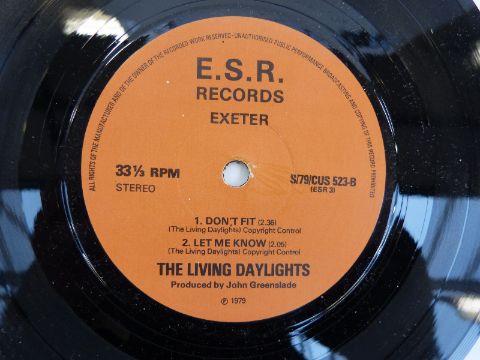 ALL RIGHTS OF THE MANUFACTURER AND OF THE OWNER OF THE RECORDED WORK RESERVED - UNAUTHORISED PUBLIC PERFORMANCE BROADCASTING AND COPYING OF THIS RECORD PROHIBITED
E.S.R.
RECORDS
EXETER
33⅓ RPM
STEREO
S/79/CUS 523-B
(ESR 3)
1. DON'T FIT (2.36)
(The Living Daylights) Copyright Control
2. LET ME KNOW (2.05)
(The Living Daylights) Copyright Control
THE LIVING DAYLIGHTS
Produced by John Greenslade
℗ 1979